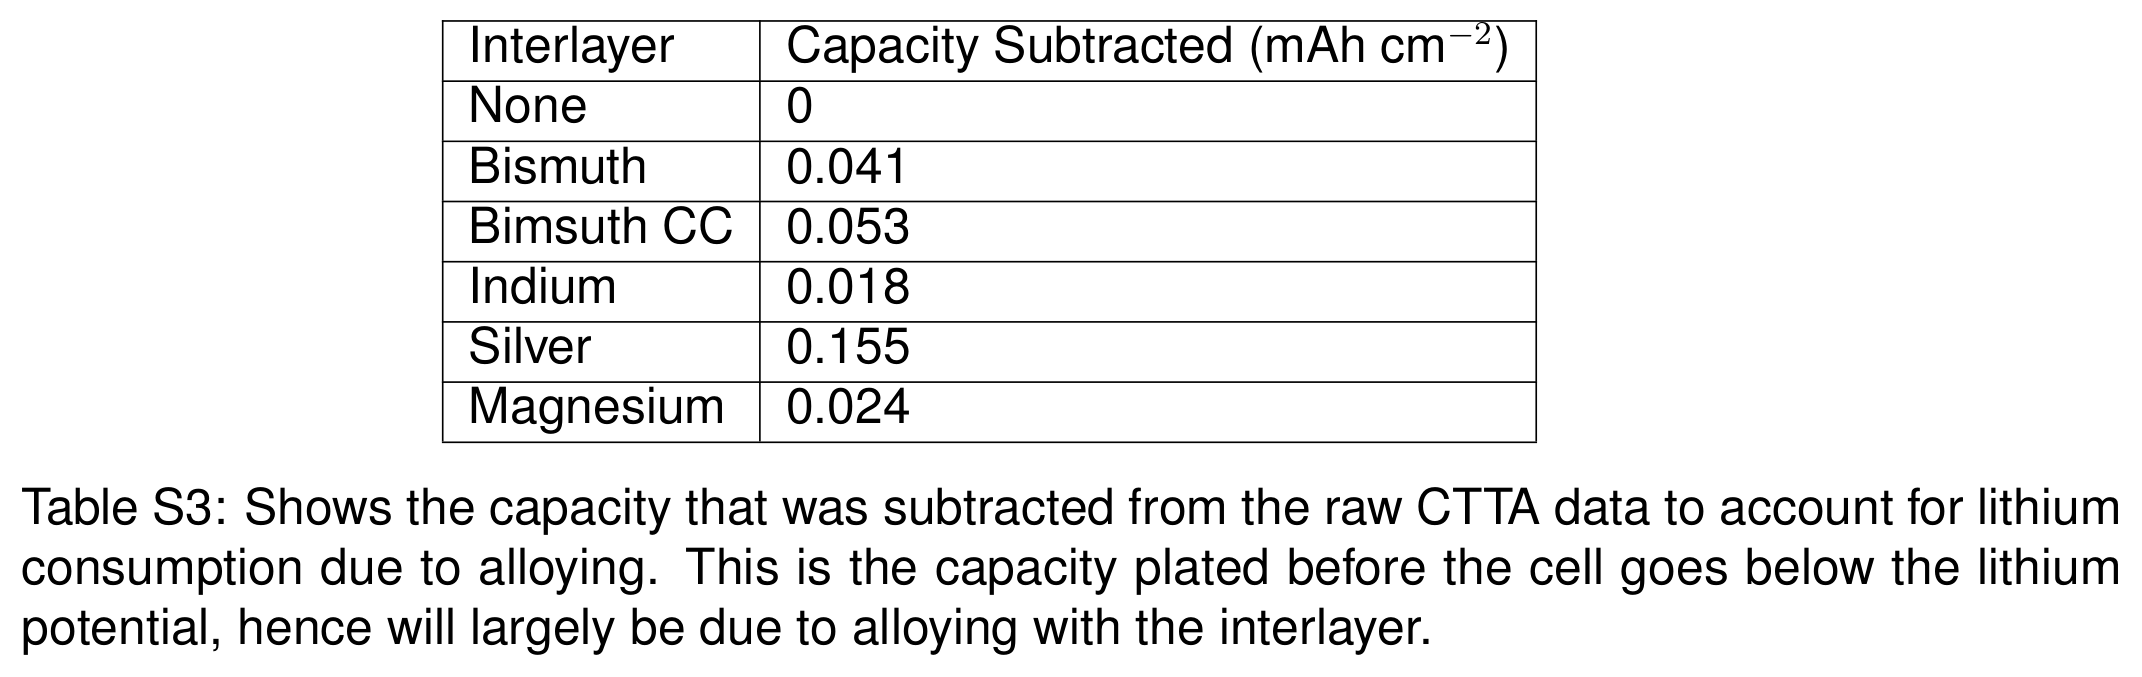 Interlayer Capacity Subtracted (mAh cm⁻²)
None 0
Bismuth 0.041
Bimsuth CC 0.053
Indium 0.018
Silver 0.155
Magnesium 0.024
Table S3: Shows the capacity that was subtracted from the raw CTTA data to account for lithium
consumption due to alloying. This is the capacity plated before the cell goes below the lithium
potential, hence will largely be due to alloying with the interlayer.